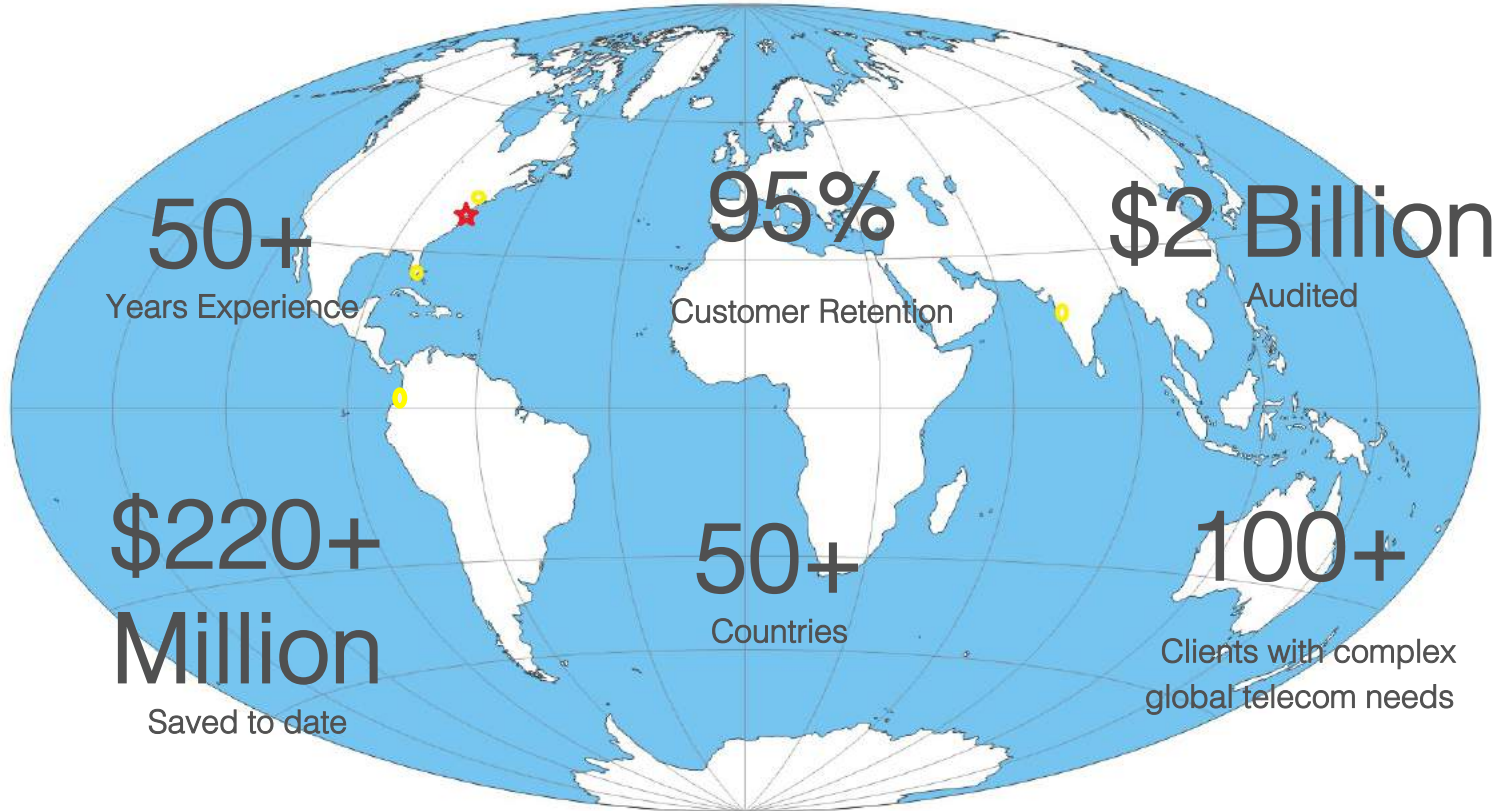 50+
Years Experience
95%
Customer Retention
$2 Billion
Audited
$220+
Million
Saved to date
50+
Countries
100+
Clients with complex
global telecom needs